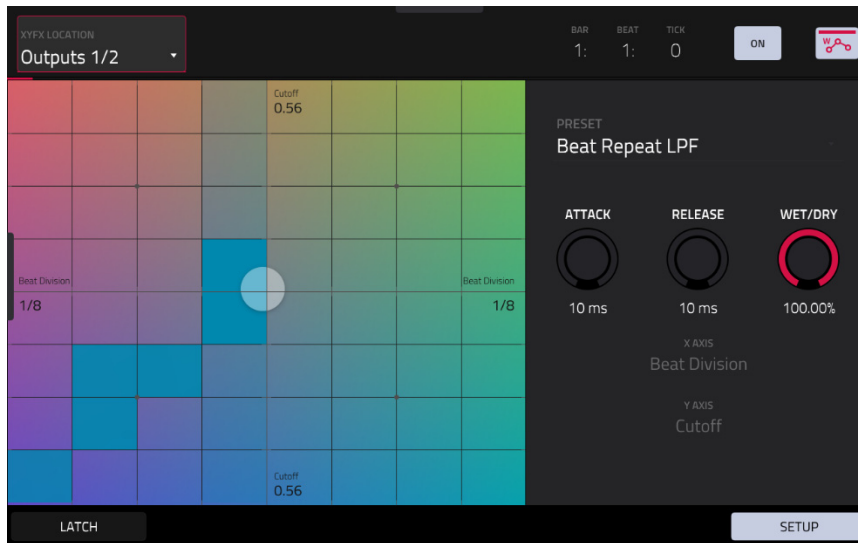 XYFX LOCATION
Outputs 1/2
BAR BEAT TICK
1: 1: 0
ON
W
Cutoff
0.56
PRESET
Beat Repeat LPF
ATTACK RELEASE WET/DRY
Beat Division Beat Division
1/8 1/8
10 ms 10 ms 100.00%
X AXIS
Beat Division
Y AXIS
Cutoff
Cutoff
0.56
LATCH SETUP